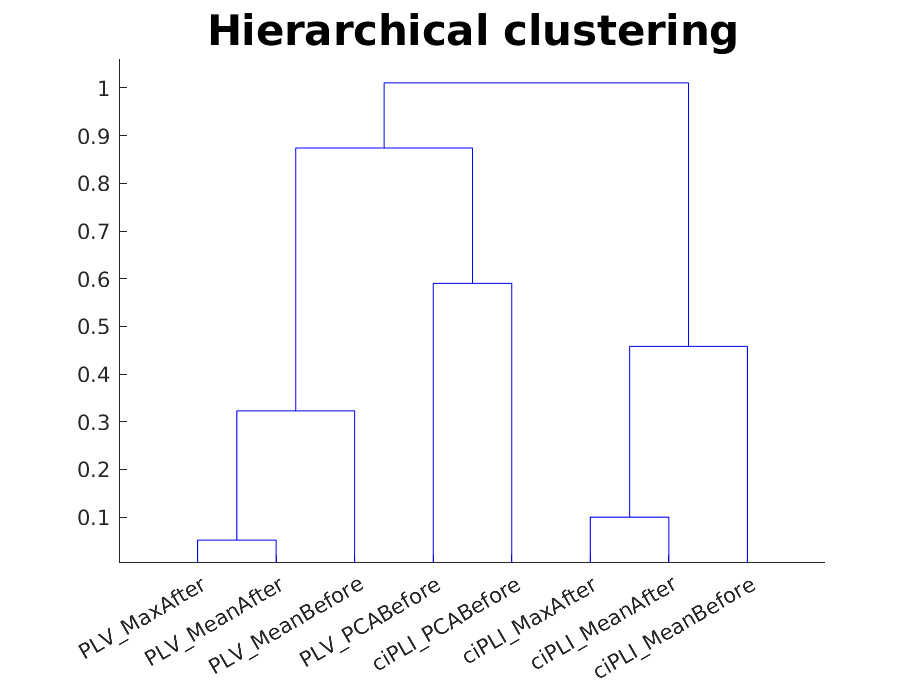 Hierarchical clustering
1
0.9
0.8
0.7
0.6
0.5
0.4
0.3
0.2
0.1
PLV_MaxAfter
PLV_MeanAfter
PLV_MeanBefore
PLV_PCABefore
ciPLI_PCABefore
ciPLI_MaxAfter
ciPLI_MeanAfter
ciPLI_MeanBefore